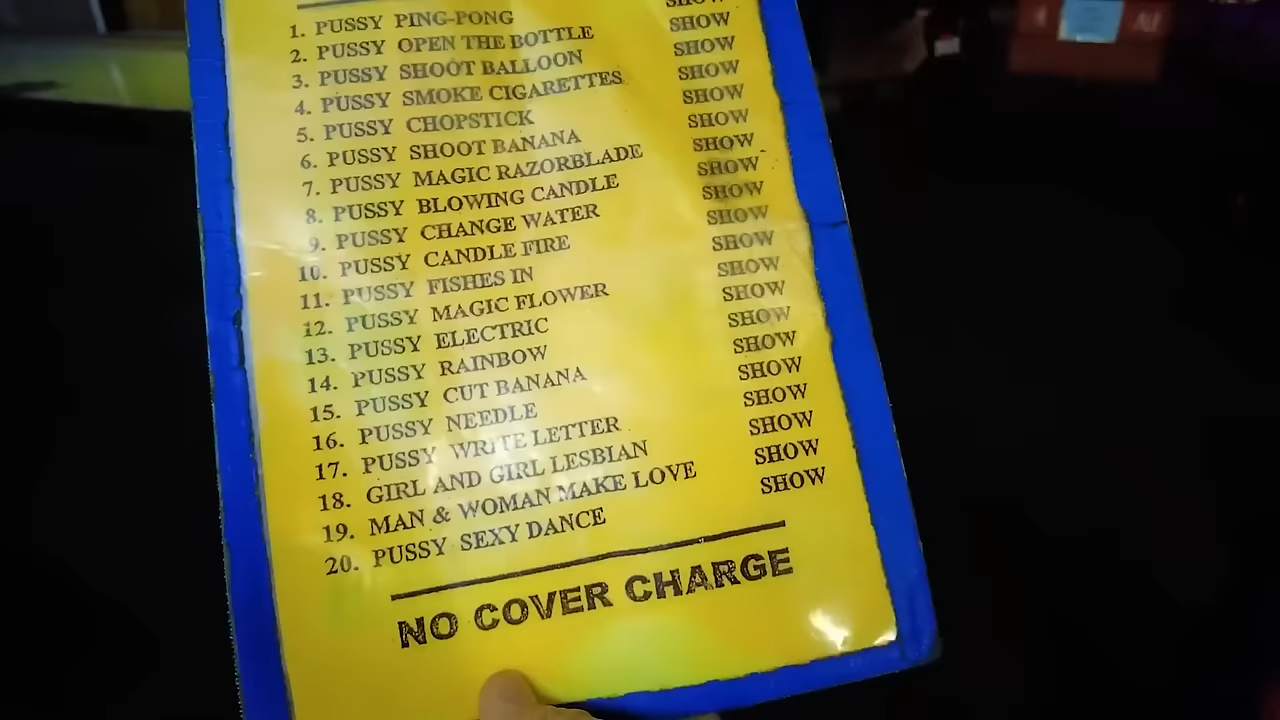 SHOW
1. PUSSY PING-PONG SHOW
2. PUSSY OPEN THE BOTTLE SHOW
3. PUSSY SHOOT BALLOON SHOW
4. PUSSY SMOKE CIGARETTES SHOW
5. PUSSY CHOPSTICK SHOW
6. PUSSY SHOOT BANANA SHOW
7. PUSSY MAGIC RAZORBLADE SHOW
8. PUSSY BLOWING CANDLE SHOW
9. PUSSY CHANGE WATER SHOW
10. PUSSY CANDLE FIRE SHOW
11. PUSSY FISHES IN SHOW
12. PUSSY MAGIC FLOWER SHOW
13. PUSSY ELECTRIC SHOW
14. PUSSY RAINBOW SHOW
15. PUSSY CUT BANANA SHOW
16. PUSSY NEEDLE SHOW
17. PUSSY WRITE LETTER SHOW
18. GIRL AND GIRL LESBIAN SHOW
19. MAN & WOMAN MAKE LOVE SHOW
20. PUSSY SEXY DANCE
NO COVER CHARGE